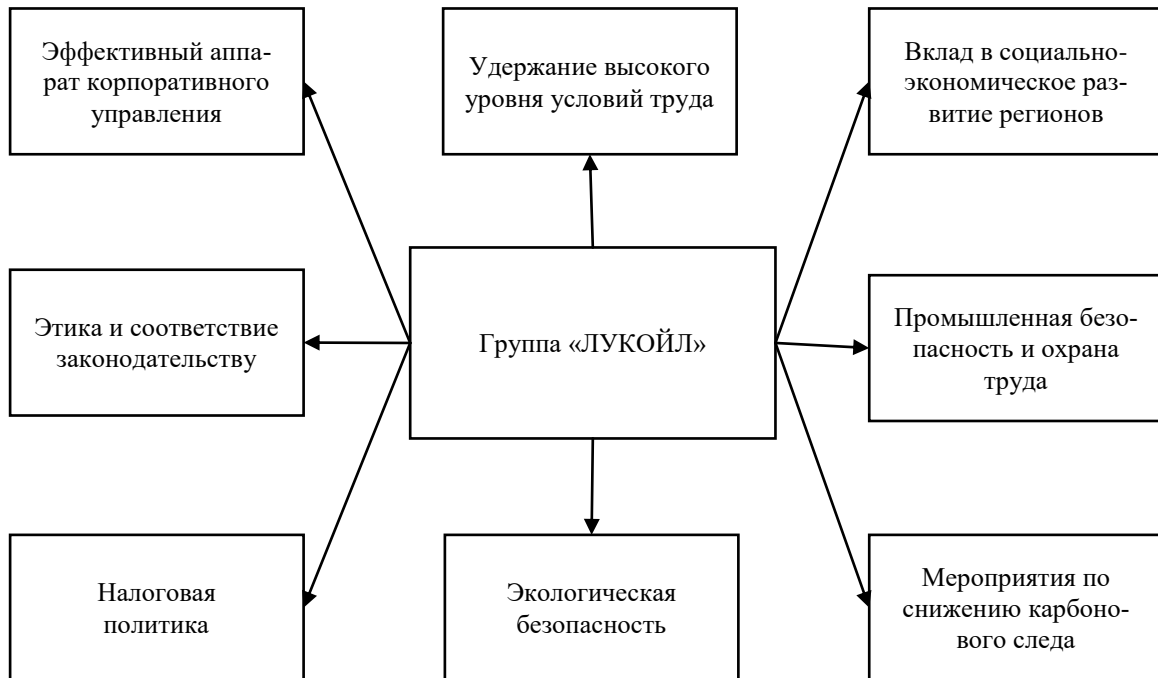 Эффективный аппа-
рат корпоративного
управления
Удержание высокого
уровня условий труда
Вклад в социально-
экономическое раз-
витие регионов
Этика и соответствие
законодательству
Группа «ЛУКОЙЛ»
Промышленная безо-
пасность и охрана
труда
Налоговая
политика
Экологическая
безопасность
Мероприятия по
снижению карбоно-
вого следа